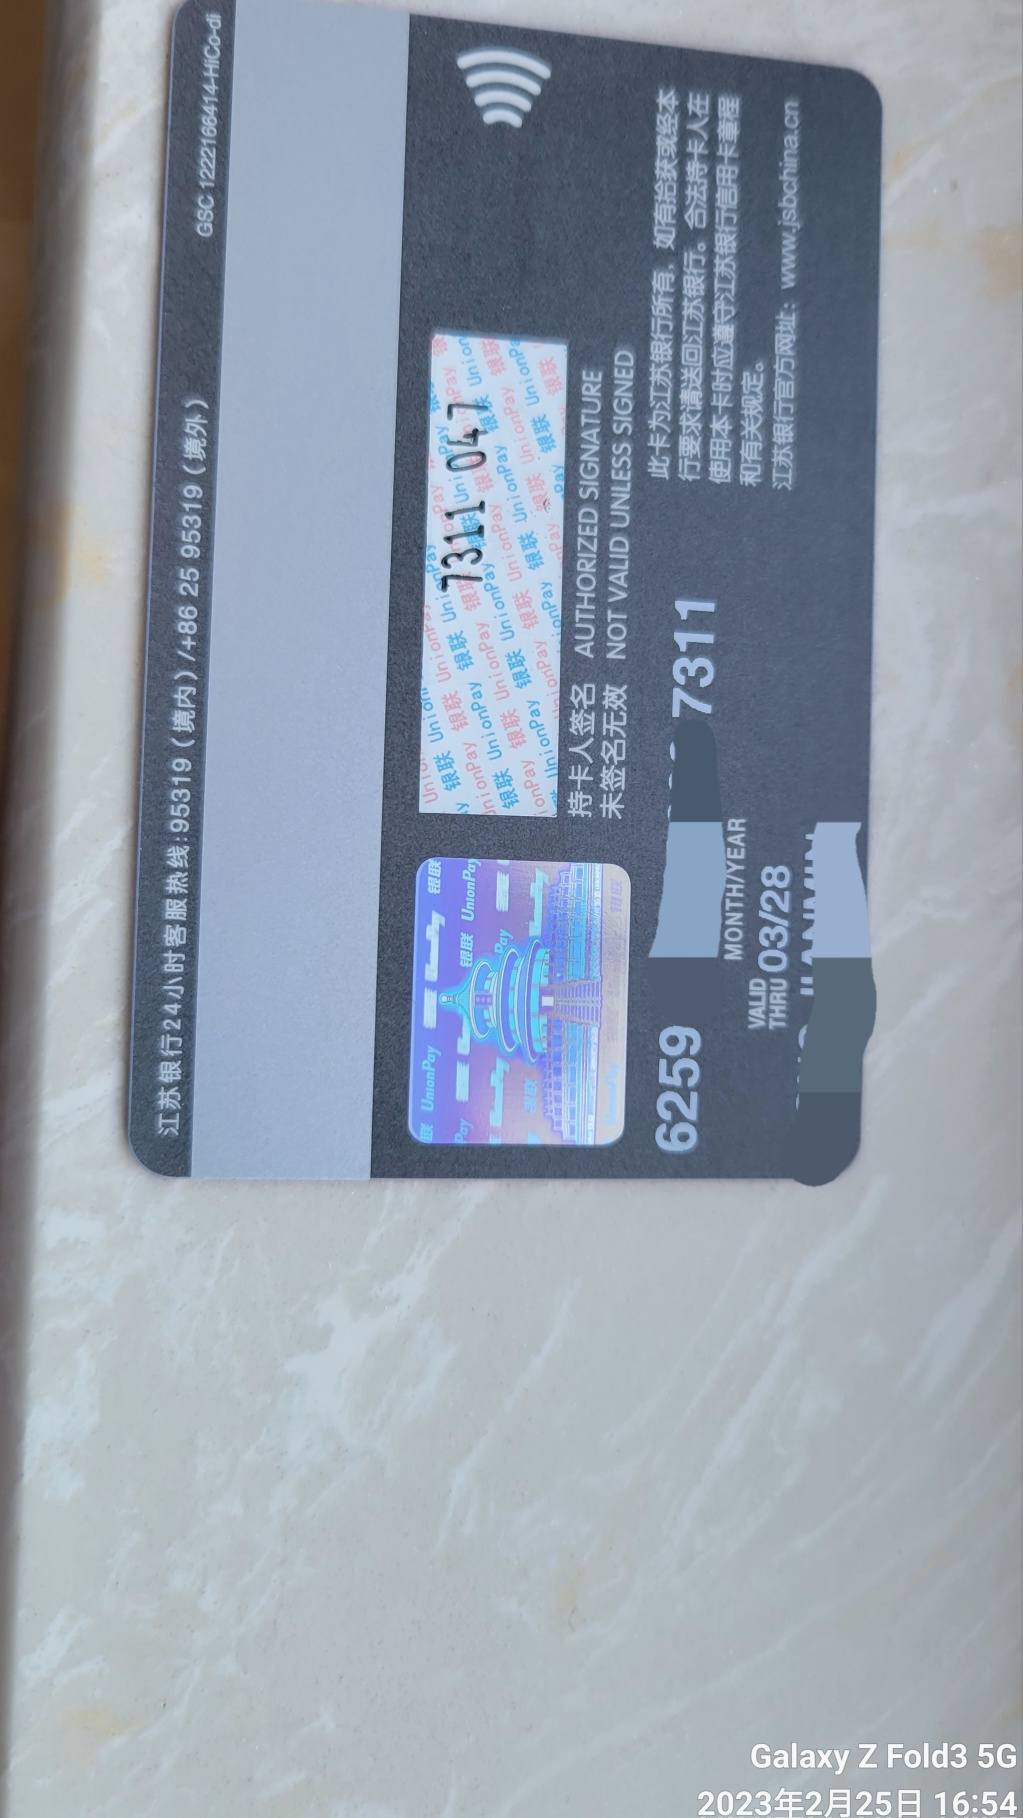 江苏银行24小时客服热线:95319（境内）/+86 25 95319（境外）
GSC 1222166414-HiCo-di
7311 047
持卡人签名 AUTHORIZED SIGNATURE
未签名无效 NOT VALID UNLESS SIGNED
此卡为江苏银行所有，如有拾获或经本
行要求请送回江苏银行。合法持卡人在
使用本卡时应遵守江苏银行信用卡章程
和有关规定。
江苏银行官方网址：www.jsbchina.cn
6259 7311
MONTH/YEAR
VALID THRU 03/28
Galaxy Z Fold3 5G
2023年2月25日 16:54